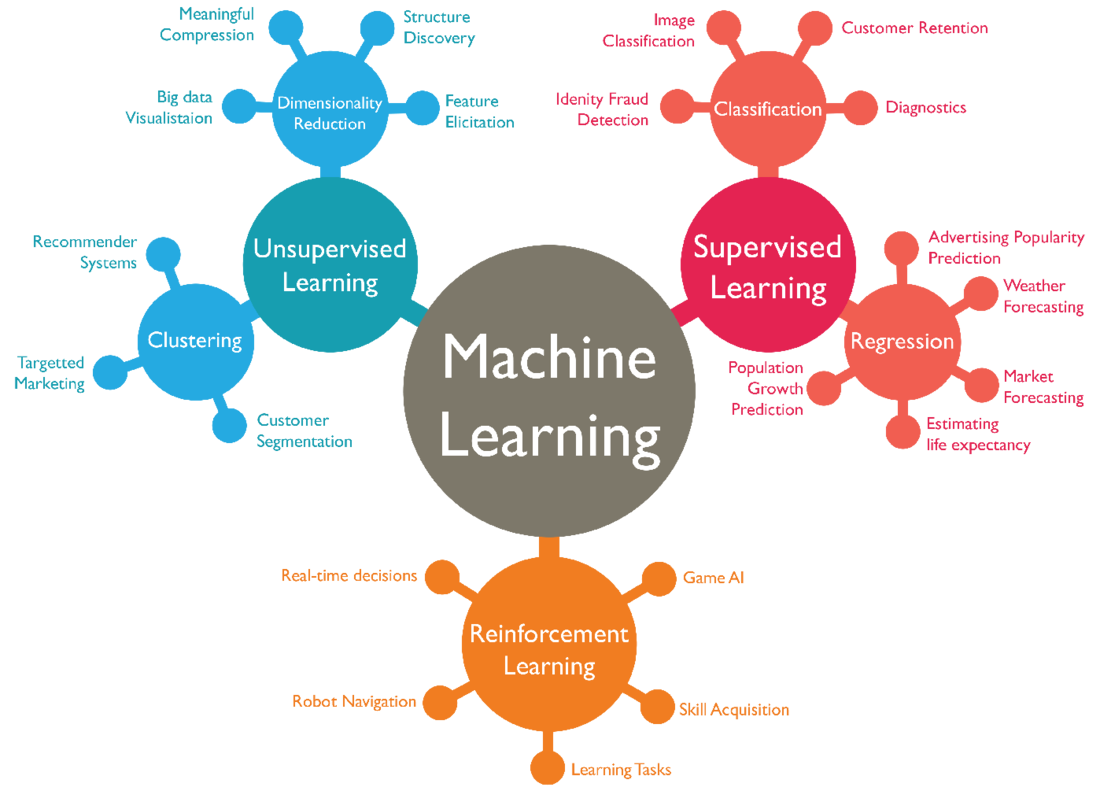 Meaningful
Compression
Structure
Discovery
Big data
Visualistaion
Dimensionality
Reduction
Feature
Elicitation
Unsupervised
Learning
Recommender
Systems
Clustering
Targetted
Marketing
Customer
Segmentation
Machine
Learning
Image
Classification
Customer Retention
Idenity Fraud
Detection
Classification
Diagnostics
Supervised
Learning
Advertising Popularity
Prediction
Weather
Forecasting
Regression
Population
Growth
Prediction
Market
Forecasting
Estimating
life expectancy
Real-time decisions
Game AI
Reinforcement
Learning
Robot Navigation
Skill Acquisition
Learning Tasks